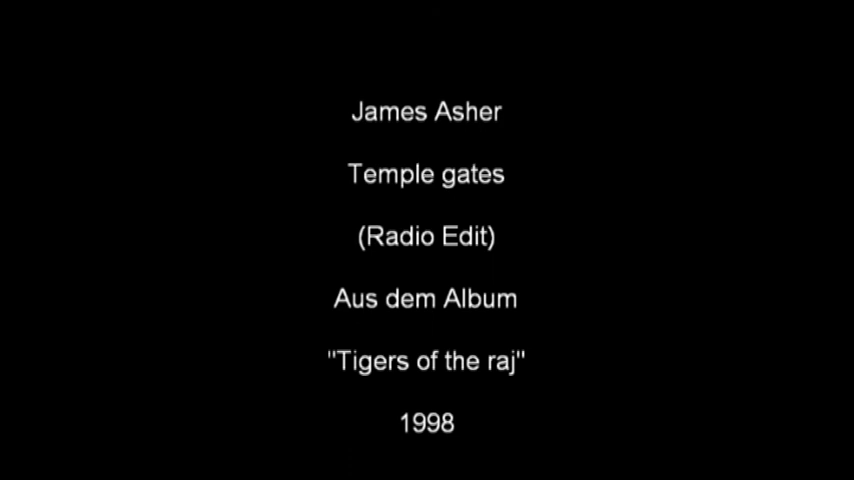 James Asher
Temple gates
(Radio Edit)
Aus dem Album
"Tigers of the raj"
1998